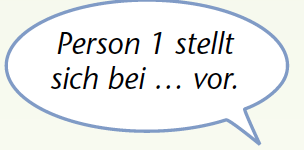 Person 1 stellt
sich bei … vor.